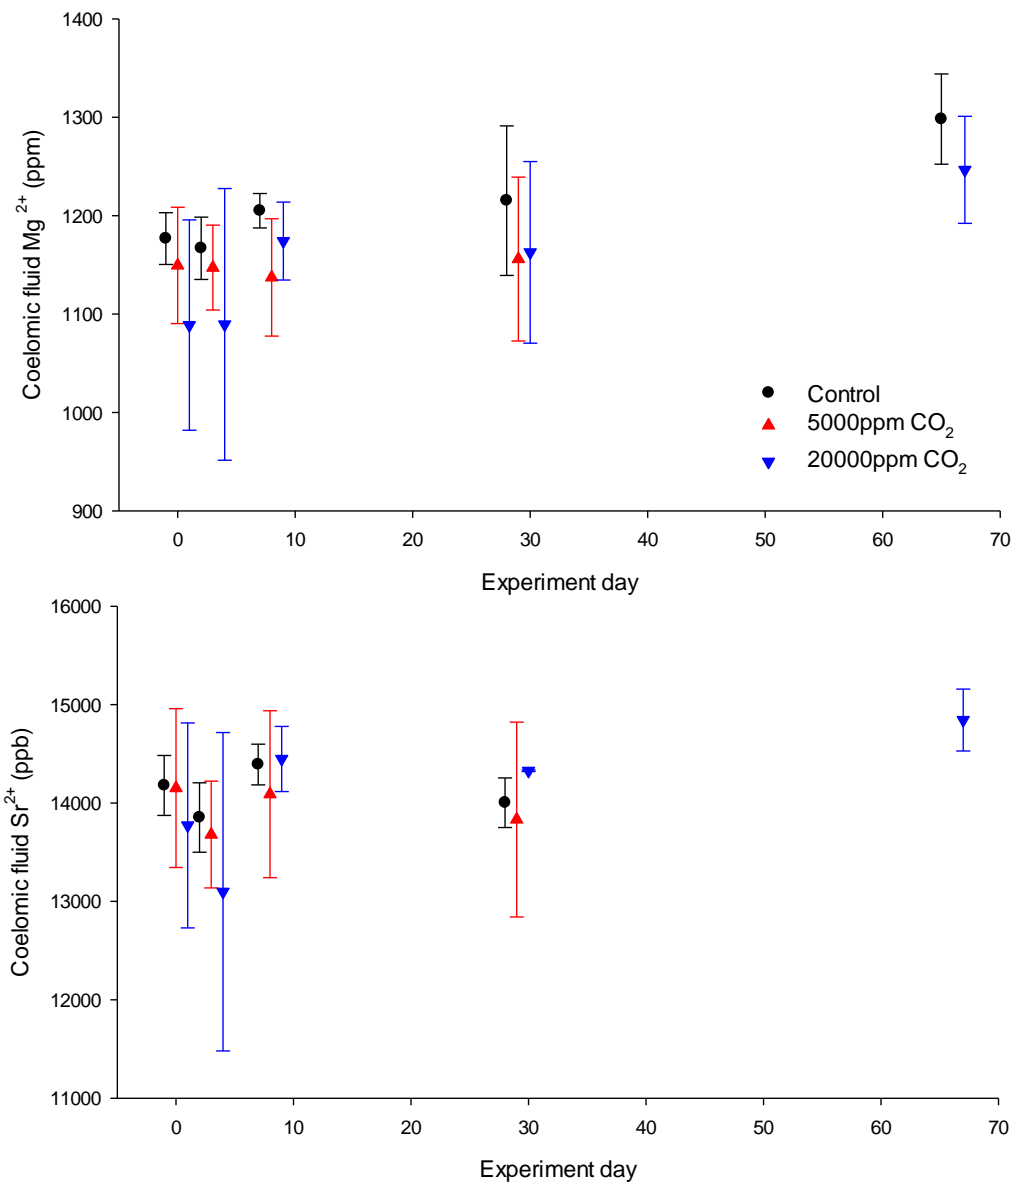 1400
1300
1200
1100
1000
900
Coelomic fluid Mg 2+ (ppm)
Control
5000ppm CO2
20000ppm CO2
0 10 20 30 40 50 60 70
Experiment day
16000
15000
14000
13000
12000
11000
Coelomic fluid Sr2+ (ppb)
0 10 20 30 40 50 60 70
Experiment day